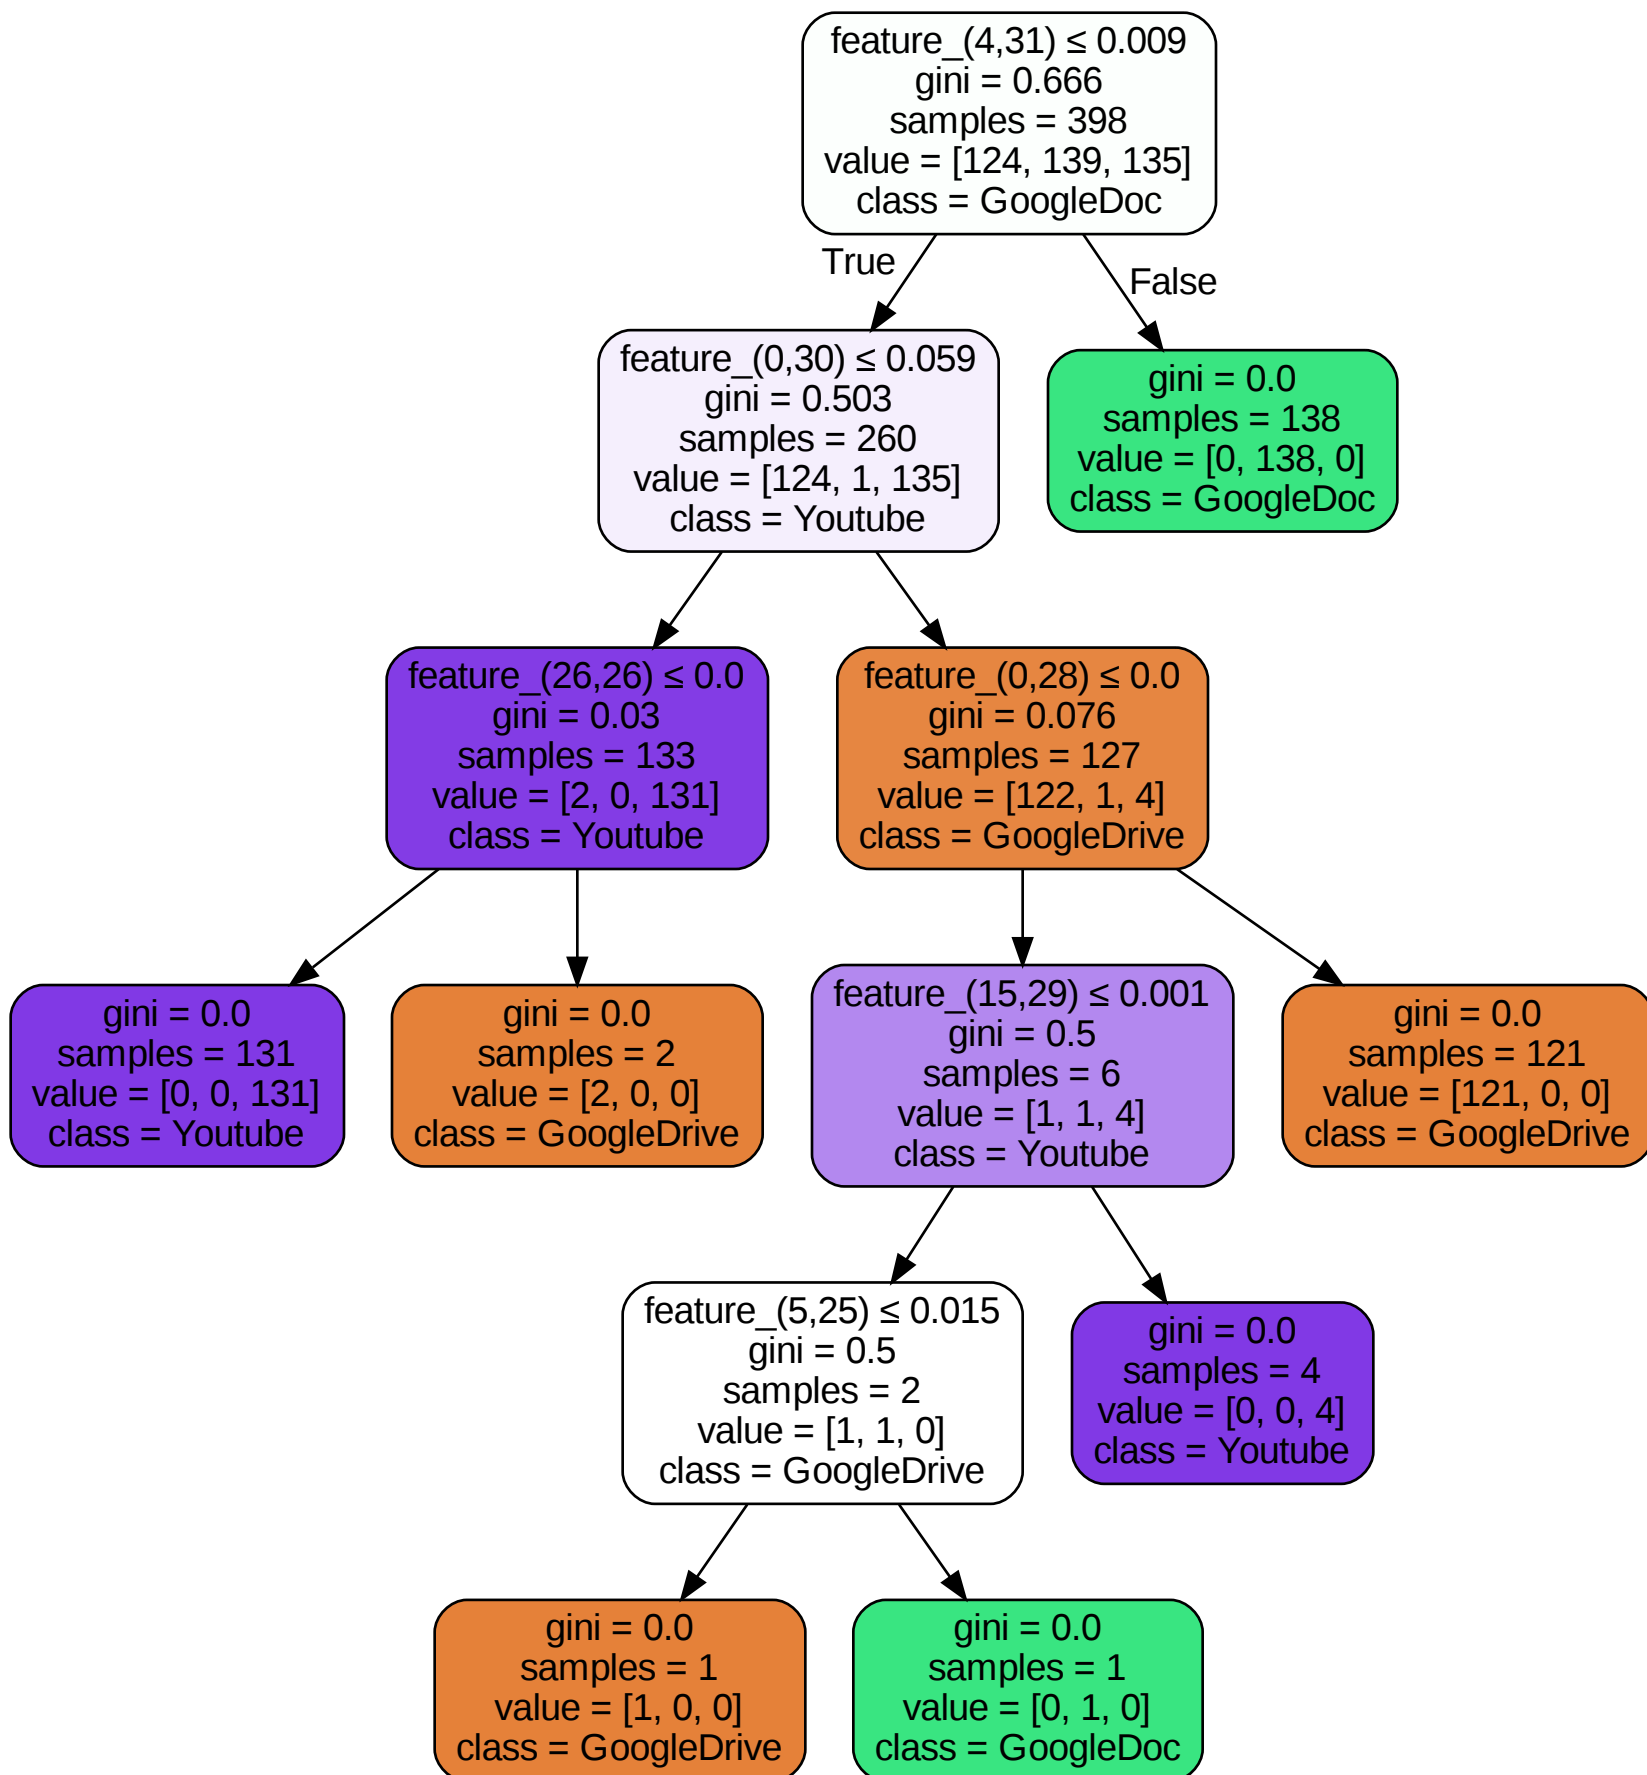 feature_(4,31) ≤ 0.009
gini = 0.666
samples = 398
value = [124, 139, 135]
class = GoogleDoc
True
False
feature_(0,30) ≤ 0.059
gini = 0.503
samples = 260
value = [124, 1, 135]
class = Youtube
gini = 0.0
samples = 138
value = [0, 138, 0]
class = GoogleDoc
feature_(26,26) ≤ 0.0
gini = 0.03
samples = 133
value = [2, 0, 131]
class = Youtube
feature_(0,28) ≤ 0.0
gini = 0.076
samples = 127
value = [122, 1, 4]
class = GoogleDrive
gini = 0.0
samples = 131
value = [0, 0, 131]
class = Youtube
gini = 0.0
samples = 2
value = [2, 0, 0]
class = GoogleDrive
feature_(15,29) ≤ 0.001
gini = 0.5
samples = 6
value = [1, 1, 4]
class = Youtube
gini = 0.0
samples = 121
value = [121, 0, 0]
class = GoogleDrive
feature_(5,25) ≤ 0.015
gini = 0.5
samples = 2
value = [1, 1, 0]
class = GoogleDrive
gini = 0.0
samples = 4
value = [0, 0, 4]
class = Youtube
gini = 0.0
samples = 1
value = [1, 0, 0]
class = GoogleDrive
gini = 0.0
samples = 1
value = [0, 1, 0]
class = GoogleDoc